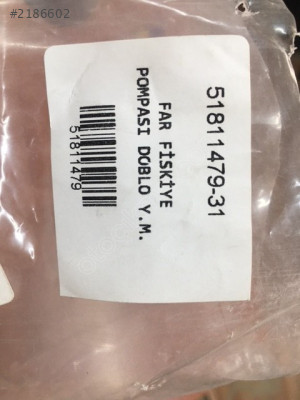 #2186602
51811479-31
FAR FİSKİYE
POMPASI DOBLO Y.M.
51811479